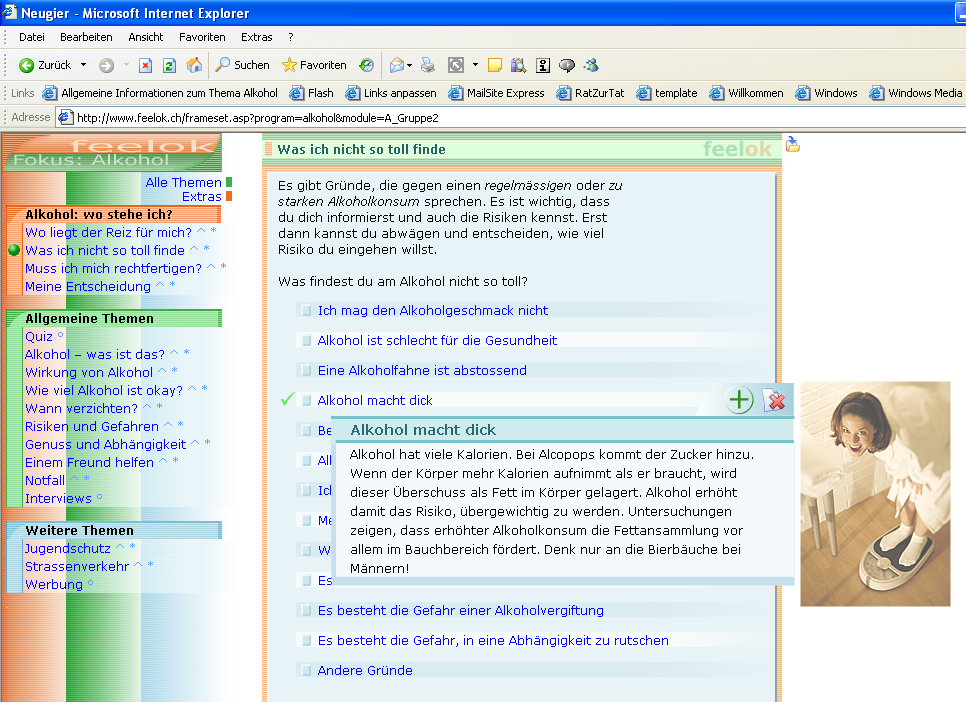 Neugier - Microsoft Internet Explorer
Datei Bearbeiten Ansicht Favoriten Extras ?
Zurück Suchen Favoriten
Links Allgemeine Informationen zum Thema Alkohol Flash Links anpassen MailSite Express RatZurTat template Willkommen Windows Windows Media
Adresse http://www.feelok.ch/frameset.asp?program=alkohol&module=A_Gruppe2
feelok
Fokus: Alkohol
Alle Themen
Extras
Alkohol: wo stehe ich?
Wo liegt der Reiz für mich? ^ *
Was ich nicht so toll finde ^ *
Muss ich mich rechtfertigen? ^ *
Meine Entscheidung ^ *
Allgemeine Themen
Quiz °
Alkohol – was ist das? ^ *
Wirkung von Alkohol ^ *
Wie viel Alkohol ist okay? ^ *
Wann verzichten? ^ *
Risiken und Gefahren ^ *
Genuss und Abhängigkeit ^ *
Einem Freund helfen ^ *
Notfall ^ *
Interviews °
Weitere Themen
Jugendschutz ^ *
Strassenverkehr ^ *
Werbung °
Was ich nicht so toll finde feelok
Es gibt Gründe, die gegen einen regelmässigen oder zu
starken Alkoholkonsum sprechen. Es ist wichtig, dass
du dich informierst und auch die Risiken kennst. Erst
dann kannst du abwägen und entscheiden, wie viel
Risiko du eingehen willst.
Was findest du am Alkohol nicht so toll?
Ich mag den Alkoholgeschmack nicht
Alkohol ist schlecht für die Gesundheit
Eine Alkoholfahne ist abstossend
Alkohol macht dick
Be
All
Ich
Me
W
Es
Alkohol macht dick
Alkohol hat viele Kalorien. Bei Alcopops kommt der Zucker hinzu.
Wenn der Körper mehr Kalorien aufnimmt als er braucht, wird
dieser Überschuss als Fett im Körper gelagert. Alkohol erhöht
damit das Risiko, übergewichtig zu werden. Untersuchungen
zeigen, dass erhöhter Alkoholkonsum die Fettansammlung vor
allem im Bauchbereich fördert. Denk nur an die Bierbäuche bei
Männern!
Es besteht die Gefahr einer Alkoholvergiftung
Es besteht die Gefahr, in eine Abhängigkeit zu rutschen
Andere Gründe